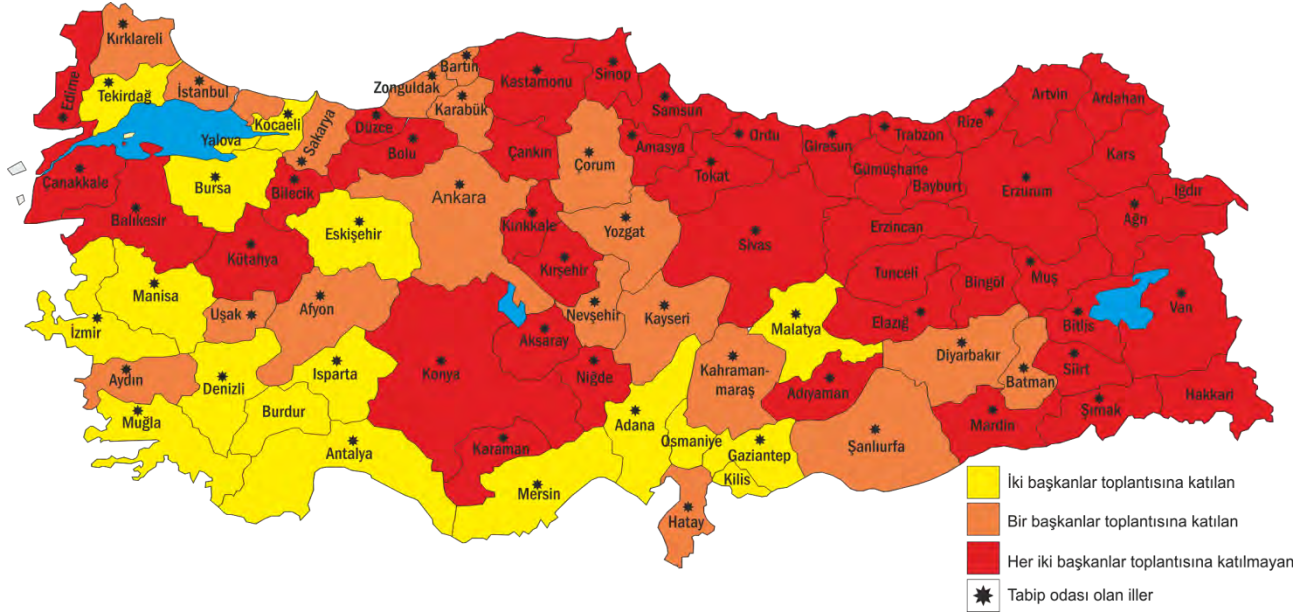 Kırklareli
Edirne
Tekirdağ
İstanbul
Kocaeli
Yalova
Sakarya
Zonguldak
Bartın
Karabük
Kastamonu
Sinop
Samsun
Düzce
Bolu
Çankırı
Amasya
Ordu
Giresun
Trabzon
Rize
Artvin
Ardahan
Çanakkale
Bursa
Bilecik
Ankara
Çorum
Tokat
Gümüşhane
Bayburt
Erzurum
Kars
Iğdır
Ağrı
Balıkesir
Eskişehir
Kırıkkale
Yozgat
Sivas
Erzincan
Kütahya
Kırşehir
Tunceli
Bingöl
Muş
Van
Manisa
Uşak
Afyon
Nevşehir
Kayseri
Malatya
Elazığ
Bitlis
İzmir
Aksaray
Diyarbakır
Aydın
Denizli
Isparta
Konya
Niğde
Kahraman-
maraş
Adıyaman
Batman
Siirt
Hakkari
Muğla
Burdur
Adana
Mardin
Şırnak
Antalya
Karaman
Osmaniye
Gaziantep
Şanlıurfa
Kilis
Mersin
Hatay
İki başkanlar toplantısına katılan
Bir başkanlar toplantısına katılan
Her iki başkanlar toplantısına katılmayan
Tabip odası olan iller